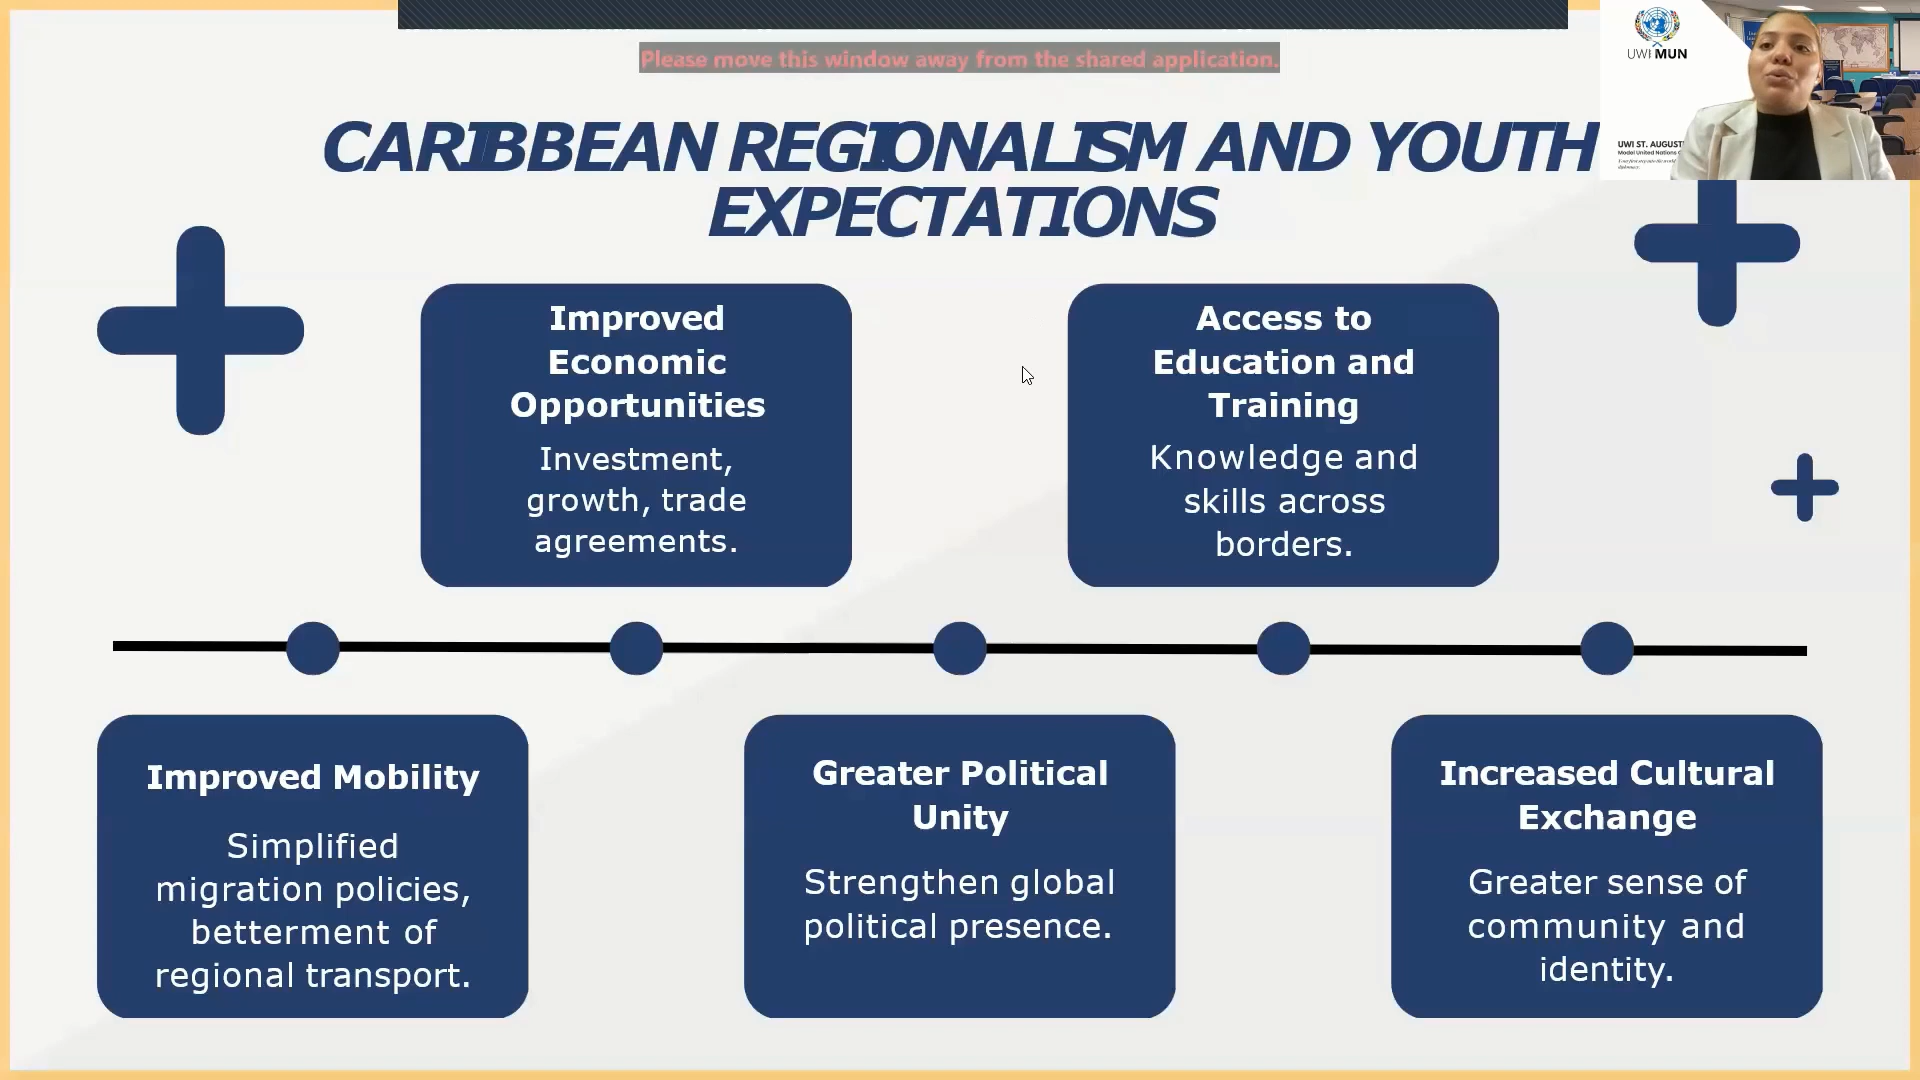 Please move this window away from the shared application.
UWI MUN
UWI ST. AUGUSTI
Model United Nations
CARIBBEAN REGIONALISM AND YOUTH
EXPECTATIONS
Improved
Economic
Opportunities
Investment,
growth, trade
agreements.
Access to
Education and
Training
Knowledge and
skills across
borders.
Improved Mobility
Simplified
migration policies,
betterment of
regional transport.
Greater Political
Unity
Strengthen global
political presence.
Increased Cultural
Exchange
Greater sense of
community and
identity.